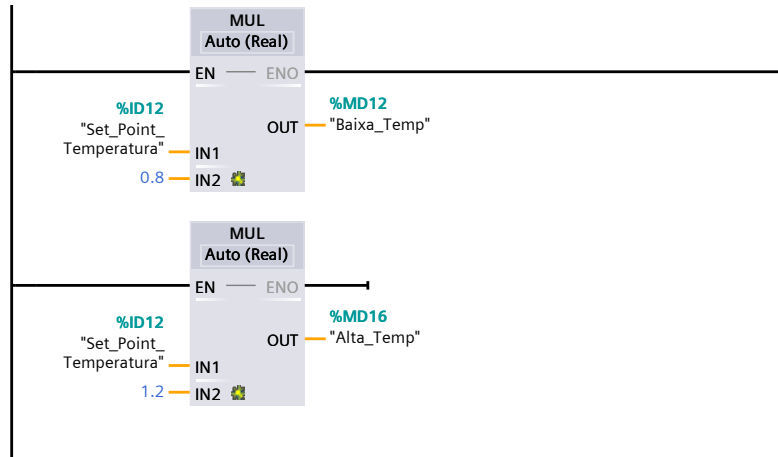 MUL
Auto (Real)
EN
ENO
%ID12
"Set_Point_
Temperatura"
IN1
0.8
IN2
OUT
%MD12
"Baixa_Temp"
MUL
Auto (Real)
EN
ENO
%ID12
"Set_Point_
Temperatura"
IN1
1.2
IN2
OUT
%MD16
"Alta_Temp"